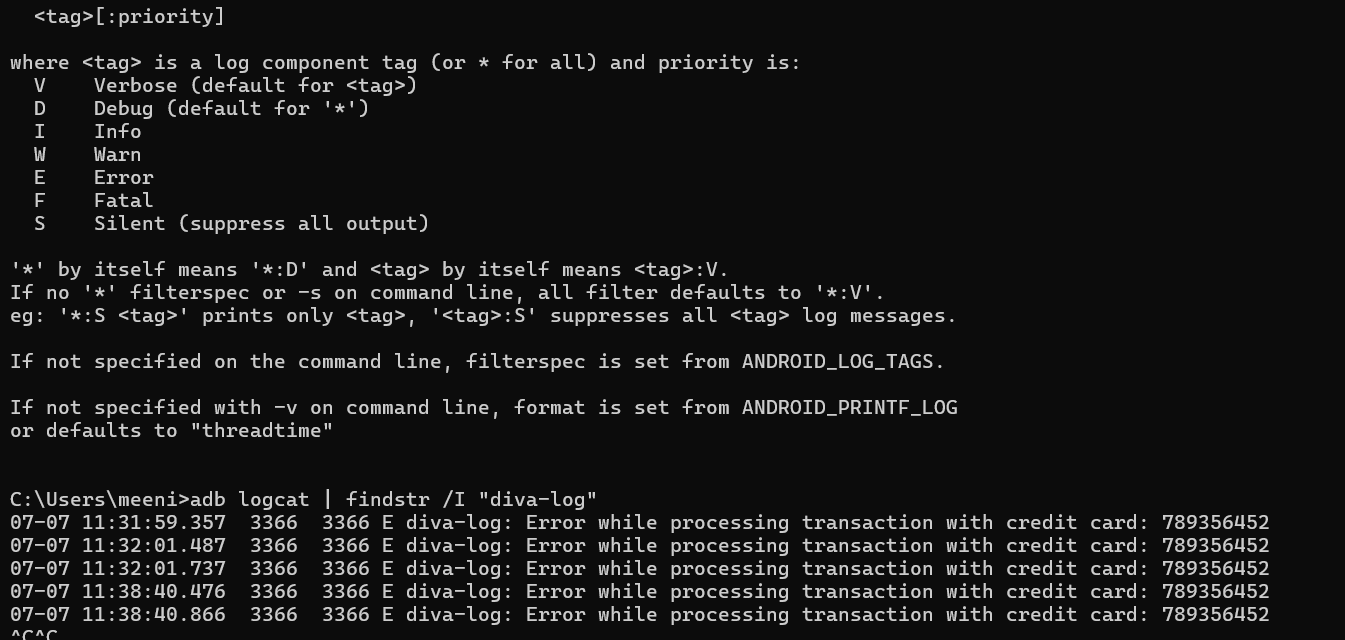 <tag>[:priority]
where <tag> is a log component tag (or * for all) and priority is:
V    Verbose (default for <tag>)
D    Debug (default for '*')
I    Info
W    Warn
E    Error
F    Fatal
S    Silent (suppress all output)
'*' by itself means '*:D' and <tag> by itself means <tag>:V.
If no '*' filterspec or -s on command line, all filter defaults to '*:V'.
eg: '*:S <tag>' prints only <tag>, '<tag>:S' suppresses all <tag> log messages.
If not specified on the command line, filterspec is set from ANDROID_LOG_TAGS.
If not specified with -v on command line, format is set from ANDROID_PRINTF_LOG
or defaults to "threadtime"
C:\Users\meeni>adb logcat | findstr /I "diva-log"
07-07 11:31:59.357  3366  3366 E diva-log: Error while processing transaction with credit card: 789356452
07-07 11:32:01.487  3366  3366 E diva-log: Error while processing transaction with credit card: 789356452
07-07 11:32:01.737  3366  3366 E diva-log: Error while processing transaction with credit card: 789356452
07-07 11:38:40.476  3366  3366 E diva-log: Error while processing transaction with credit card: 789356452
07-07 11:38:40.866  3366  3366 E diva-log: Error while processing transaction with credit card: 789356452
^C^C